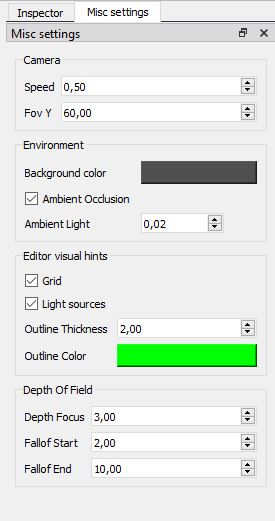 Inspector Misc settings
Misc settings
Camera
Speed 0,50
Fov Y 60,00
Environment
Background color
Ambient Occlusion
Ambient Light 0,02
Editor visual hints
Grid
Light sources
Outline Thickness 2,00
Outline Color
Depth Of Field
Depth Focus 3,00
Fallof Start 2,00
Fallof End 10,00